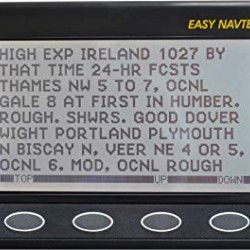 EASY NAVTE
HIGH EXP IRELAND 1027 BY
THAT TIME 24-HR FCSTS
THAMES NW 5 TO 7, OCNL
GALE 8 AT FIRST IN HUMBER.
ROUGH. SHWRS. GOOD DOVER
WIGHT PORTLAND PLYMOUTH
N BISCAY N, VEER NE 4 OR 5,
OCNL 6. MOD, OCNL ROUGH
TOP UP DOWN